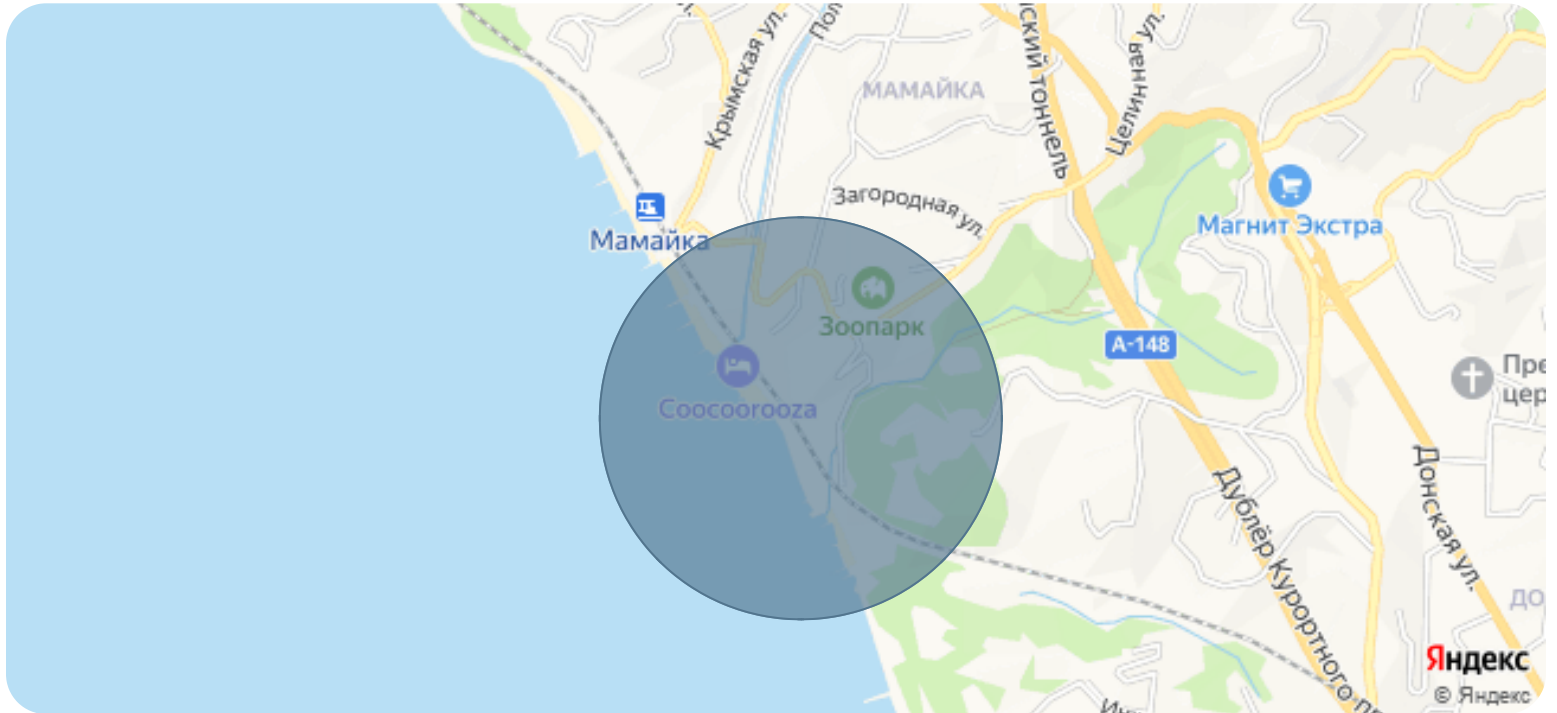 Крымская ул.
МАМАЙКА
Целинная ул.
тоннель
Загородная ул.
Мамайка
Магнит Экстра
Зоопарк
А-148
Coocoorooza
Дублёр Курортного
Донская ул.
Яндекс
© Яндекс